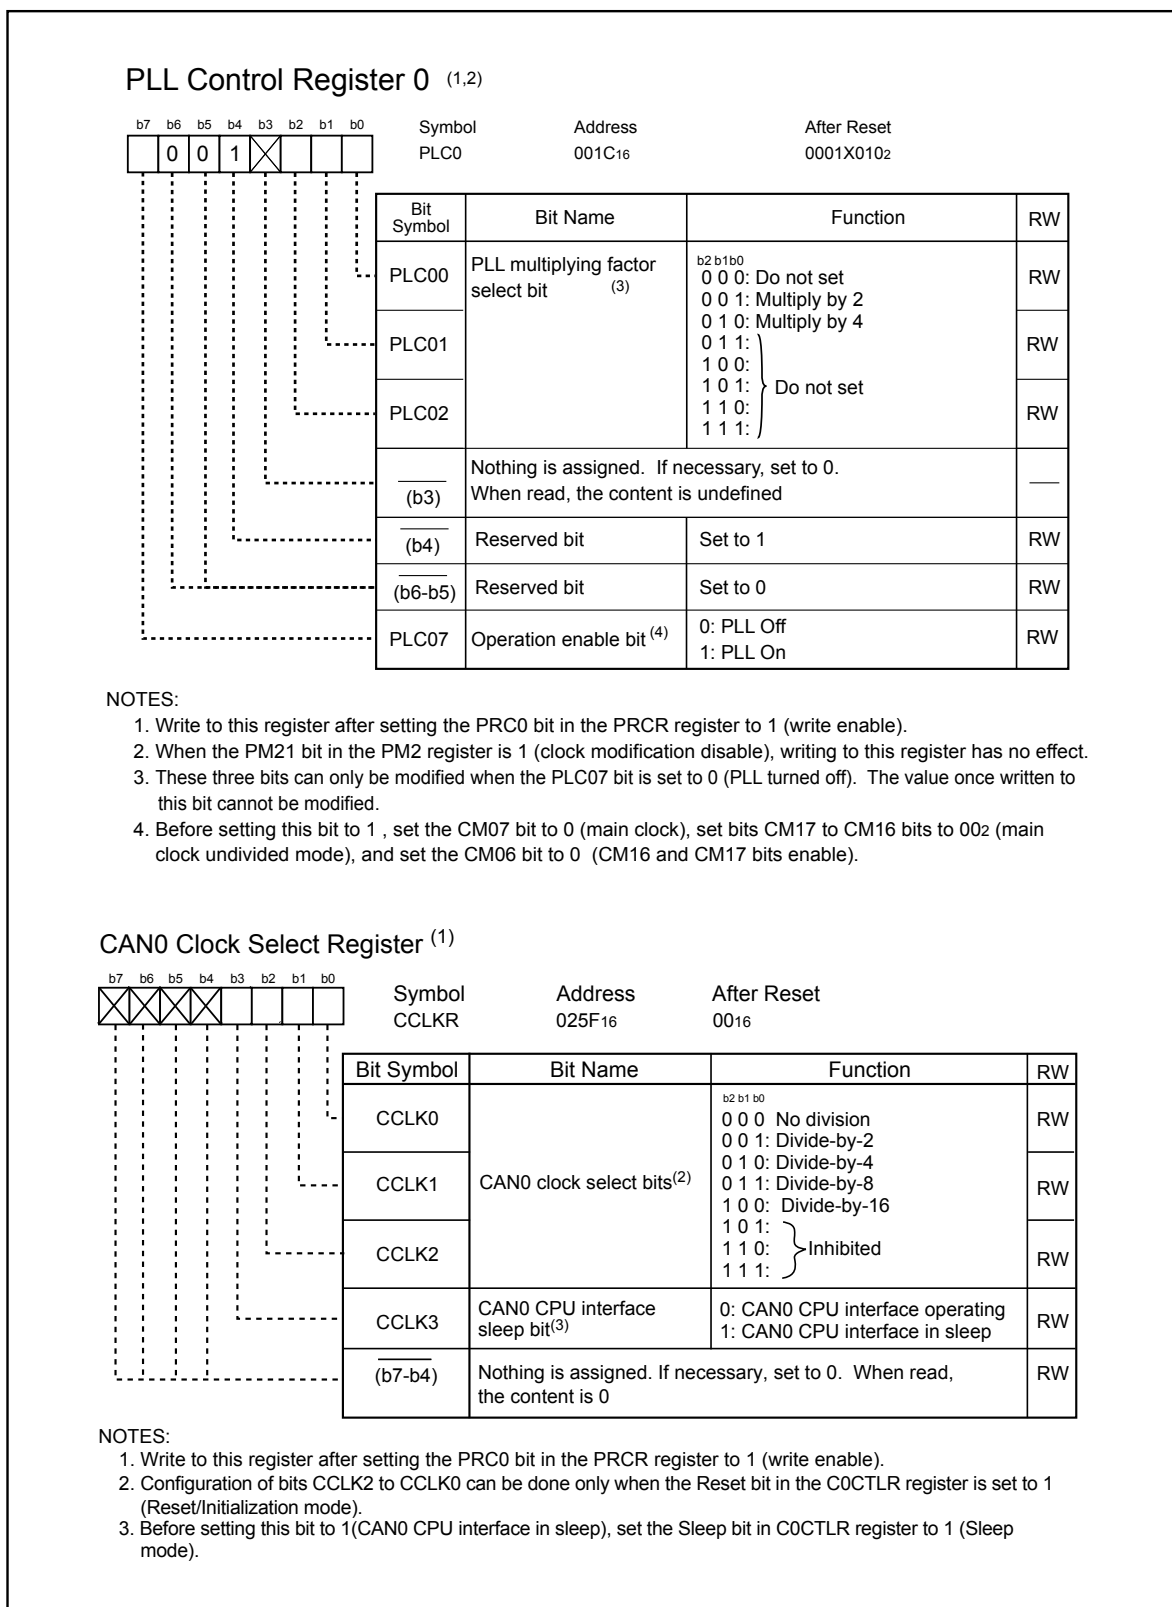 PLL Control Register 0 (1,2)
b7 b6 b5 b4 b3 b2 b1 b0
0 0 1
Symbol Address After Reset
PLC0 001C16 0001X0102
Bit Symbol Bit Name Function RW
PLC00 PLL multiplying factor select bit (3) RW
b2 b1b0
0 0 0: Do not set
0 0 1: Multiply by 2
0 1 0: Multiply by 4
PLC01 RW
0 1 1:
1 0 0:
1 0 1: Do not set
PLC02 RW
1 1 0:
1 1 1:
(b3) Nothing is assigned. If necessary, set to 0.
When read, the content is undefined
(b4) Reserved bit Set to 1 RW
(b6-b5) Reserved bit Set to 0 RW
PLC07 Operation enable bit (4) 0: PLL Off RW
1: PLL On
NOTES:
1. Write to this register after setting the PRC0 bit in the PRCR register to 1 (write enable).
2. When the PM21 bit in the PM2 register is 1 (clock modification disable), writing to this register has no effect.
3. These three bits can only be modified when the PLC07 bit is set to 0 (PLL turned off). The value once written to
this bit cannot be modified.
4. Before setting this bit to 1 , set the CM07 bit to 0 (main clock), set bits CM17 to CM16 bits to 002 (main
clock undivided mode), and set the CM06 bit to 0 (CM16 and CM17 bits enable).
CAN0 Clock Select Register (1)
b7 b6 b5 b4 b3 b2 b1 b0
Symbol Address After Reset
CCLKR 025F16 0016
Bit Symbol Bit Name Function RW
b2 b1 b0
CCLK0 0 0 0 No division RW
0 0 1: Divide-by-2
0 1 0: Divide-by-4
CCLK1 CAN0 clock select bits(2) 0 1 1: Divide-by-8 RW
1 0 0: Divide-by-16
1 0 1:
CCLK2 1 1 0: Inhibited RW
1 1 1:
CCLK3 CAN0 CPU interface sleep bit(3) 0: CAN0 CPU interface operating RW
1: CAN0 CPU interface in sleep
(b7-b4) Nothing is assigned. If necessary, set to 0. When read, RW
the content is 0
NOTES:
1. Write to this register after setting the PRC0 bit in the PRCR register to 1 (write enable).
2. Configuration of bits CCLK2 to CCLK0 can be done only when the Reset bit in the C0CTLR register is set to 1
(Reset/Initialization mode).
3. Before setting this bit to 1(CAN0 CPU interface in sleep), set the Sleep bit in C0CTLR register to 1 (Sleep
mode).